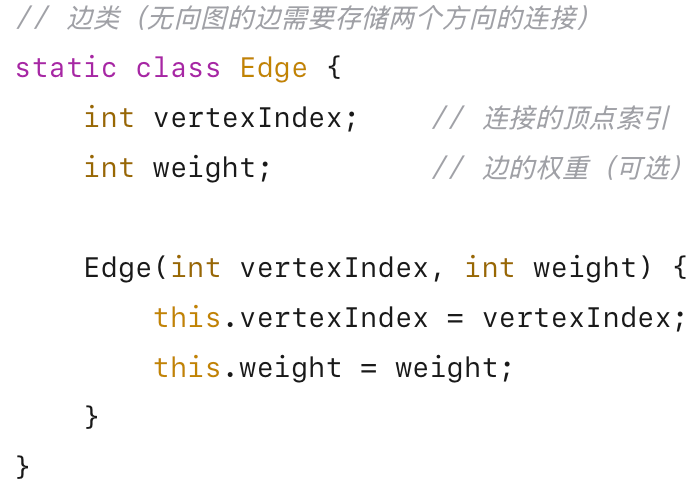 // 边类（无向图的边需要存储两个方向的连接）
static class Edge {
    int vertexIndex;    // 连接的顶点索引
    int weight;         // 边的权重（可选）

    Edge(int vertexIndex, int weight) {
        this.vertexIndex = vertexIndex;
        this.weight = weight;
    }
}